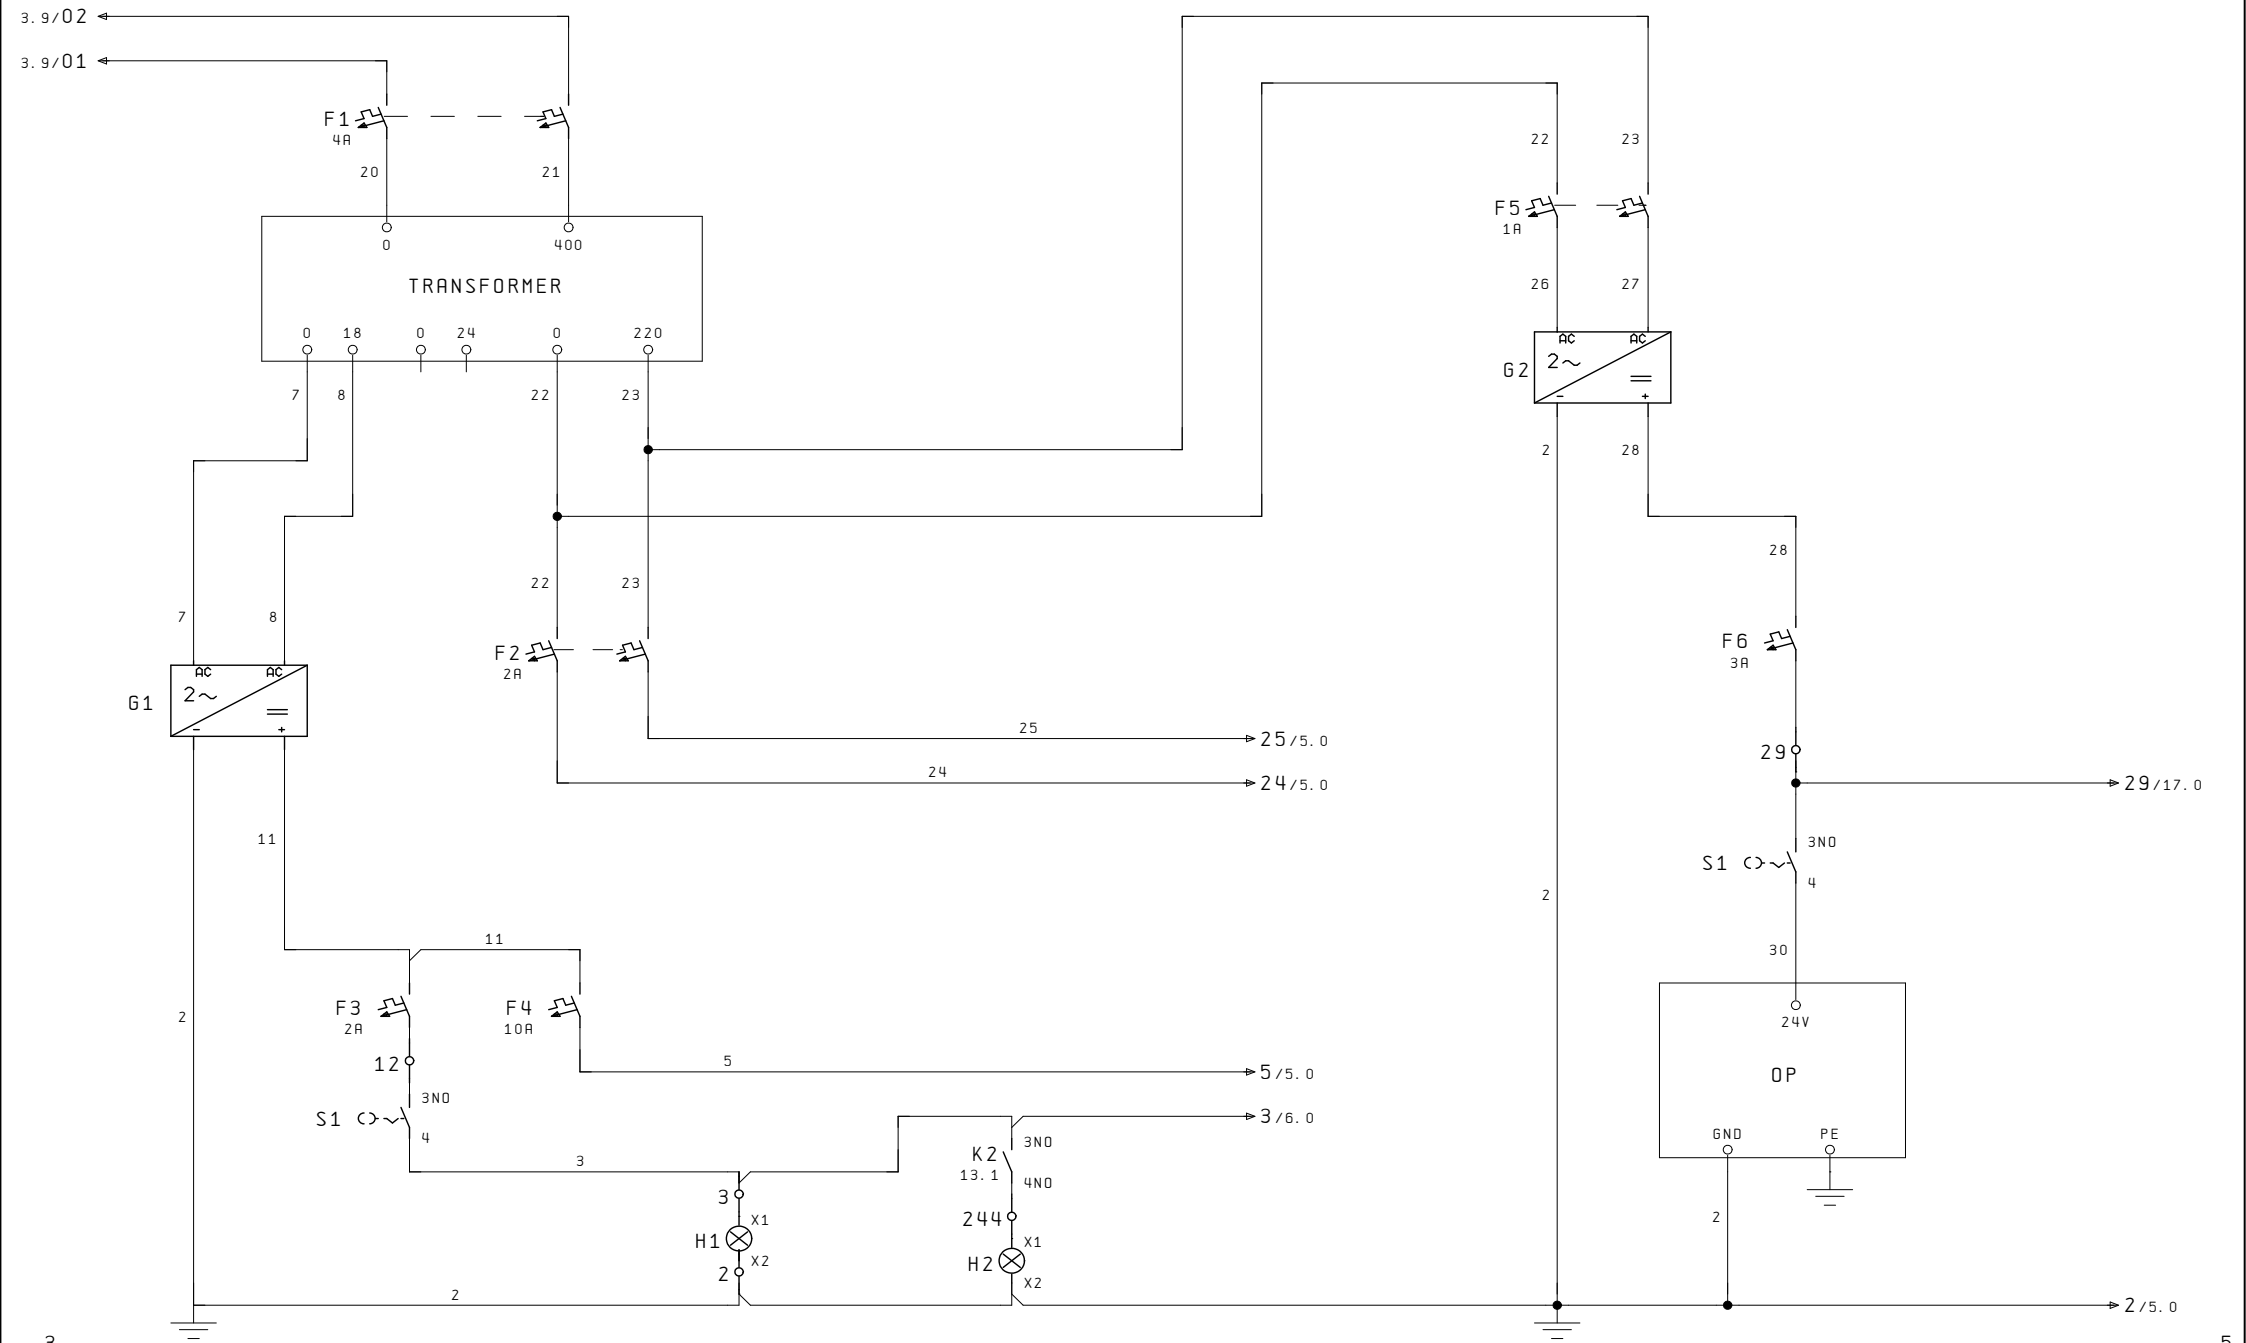 3.9/02
3.9/01
F1
4A
20
21
22
23
F5
1A
0
400
TRANSFORMER
26
27
0
18
0
24
0
220
AC
AC
2~
G2
-
+
7
8
22
23
2
28
28
22
23
7
8
F2
2A
F6
3A
AC
AC
2~
G1
-
+
25
25/5.0
24
24/5.0
29
29/17.0
11
3NO
S1
4
2
11
30
F3
2A
F4
10A
2
24V
12
5
5/5.0
OP
3NO
S1
4
3/6.0
3
3NO
K2
13.1
4NO
GND
PE
3
X1
H1
X2
2
244
X1
H2
X2
2
2
2/5.0
3
5